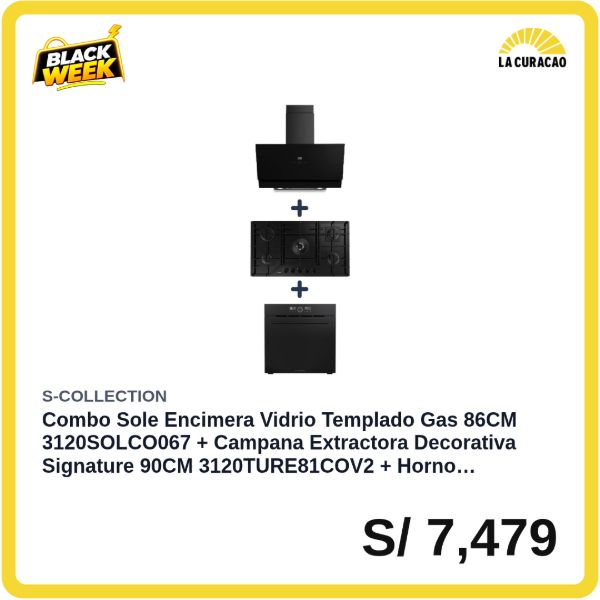 BLACK
WEEK
LA CURACAO
S-COLLECTION
Combo Sole Encimera Vidrio Templado Gas 86CM
3120SOLCO067 + Campana Extractora Decorativa
Signature 90CM 3120TURE81COV2 + Horno…
S/ 7,479